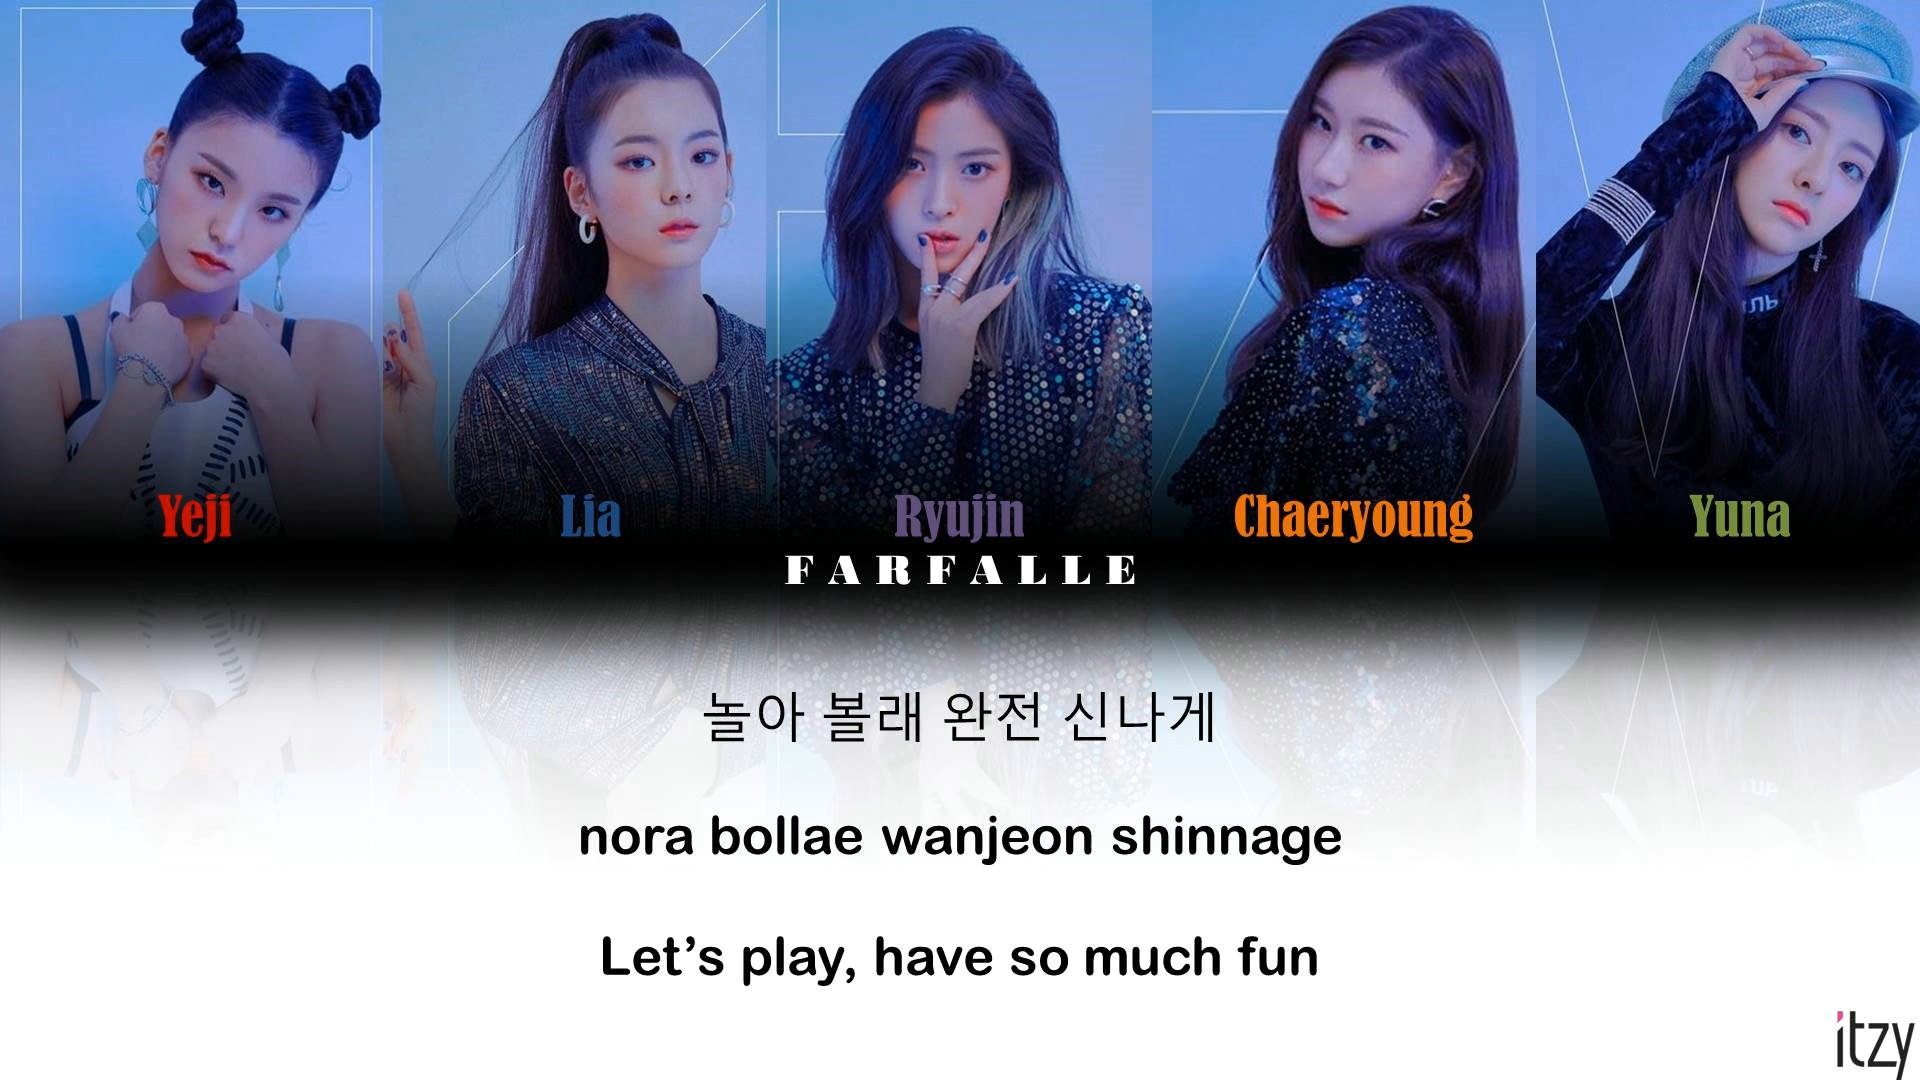 Yeji Lia Ryujin Chaeryoung Yuna
FARFALLE
놀아 볼래 완전 신나게
nora bollae wanjeon shinnage
Let’s play, have so much fun
itzy